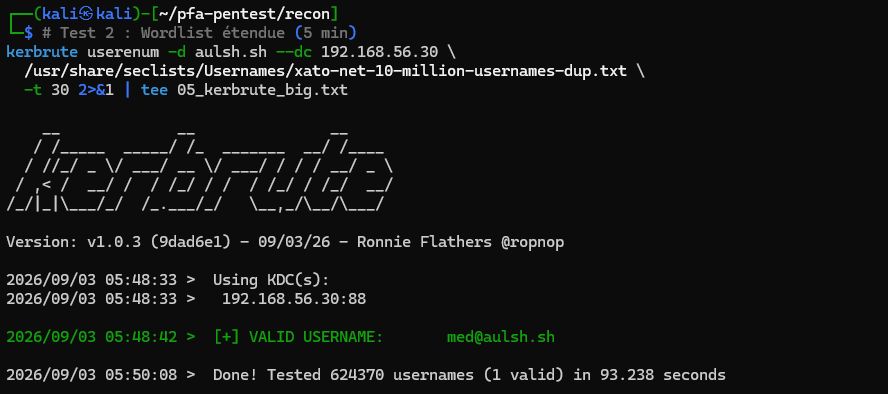 ┌──(kali㉿kali)-[~/pfa-pentest/recon]
└─$ # Test 2 : Wordlist étendue (5 min)
kerbrute userenum -d aulsh.sh --dc 192.168.56.30 \
  /usr/share/seclists/Usernames/xato-net-10-million-usernames-dup.txt \
  -t 30 2>&1 | tee 05_kerbrute_big.txt

    __             __               __
   / /_____  _____/ /_  _______  __/ /____
  / //_/ _ \/ ___/ __ \/ ___/ / / / __/ _ \
 / ,< /  __/ /  / /_/ / /  / /_/ / /_/  __/
/_/|_|\___/_/  /_.___/_/   \__,_/\__/\___/

Version: v1.0.3 (9dad6e1) - 09/03/26 - Ronnie Flathers @ropnop

2026/09/03 05:48:33 >  Using KDC(s):
2026/09/03 05:48:33 >   192.168.56.30:88

2026/09/03 05:48:42 >  [+] VALID USERNAME:       med@aulsh.sh

2026/09/03 05:50:08 >  Done! Tested 624370 usernames (1 valid) in 93.238 seconds